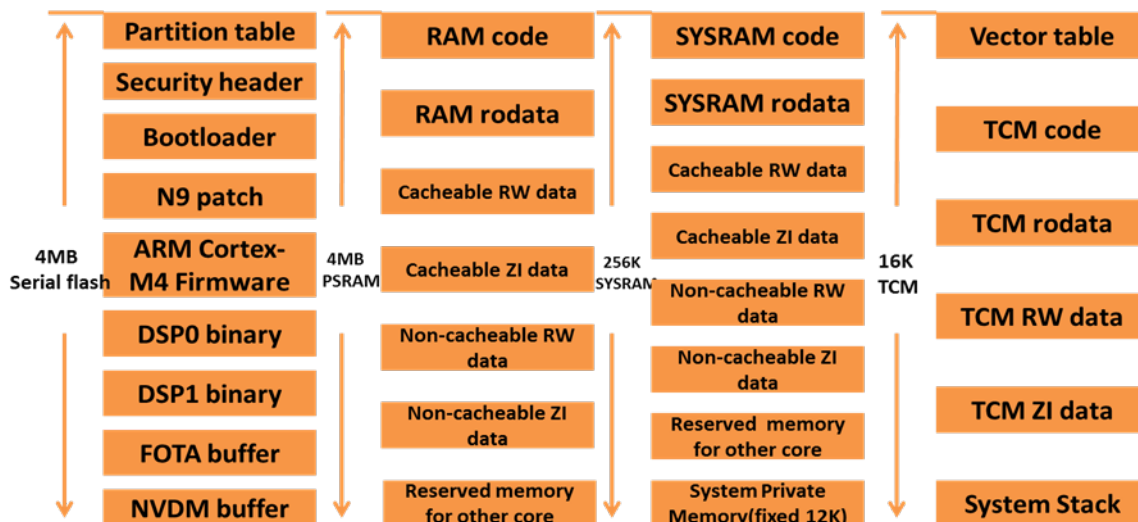 Partition table
Security header
Bootloader
N9 patch
ARM Cortex-
M4 Firmware
DSP0 binary
DSP1 binary
FOTA buffer
NVDM buffer
4MB
Serial flash
RAM code
RAM rodata
Cacheable RW data
Cacheable ZI data
Non-cacheable RW
data
Non-cacheable ZI
data
Reserved memory
for other core
4MB
PSRAM
SYSRAM code
SYSRAM rodata
Cacheable RW data
Cacheable ZI data
Non-cacheable RW
data
Non-cacheable ZI
data
Reserved memory
for other core
System Private
Memory(fixed 12K)
256K
SYSRAM
Vector table
TCM code
TCM rodata
TCM RW data
TCM ZI data
System Stack
16K
TCM